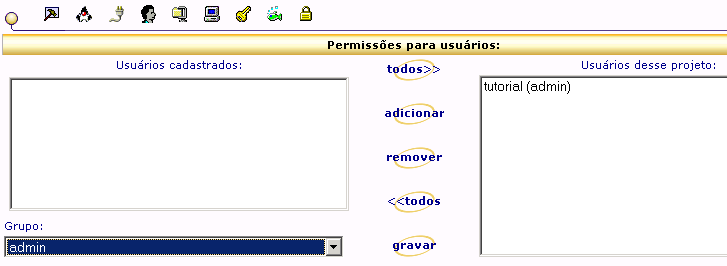 Permissões para usuários:
Usuários cadastrados:
todos>>
Usuários desse projeto:
tutorial (admin)
adicionar
remover
<<todos
Grupo:
admin
gravar